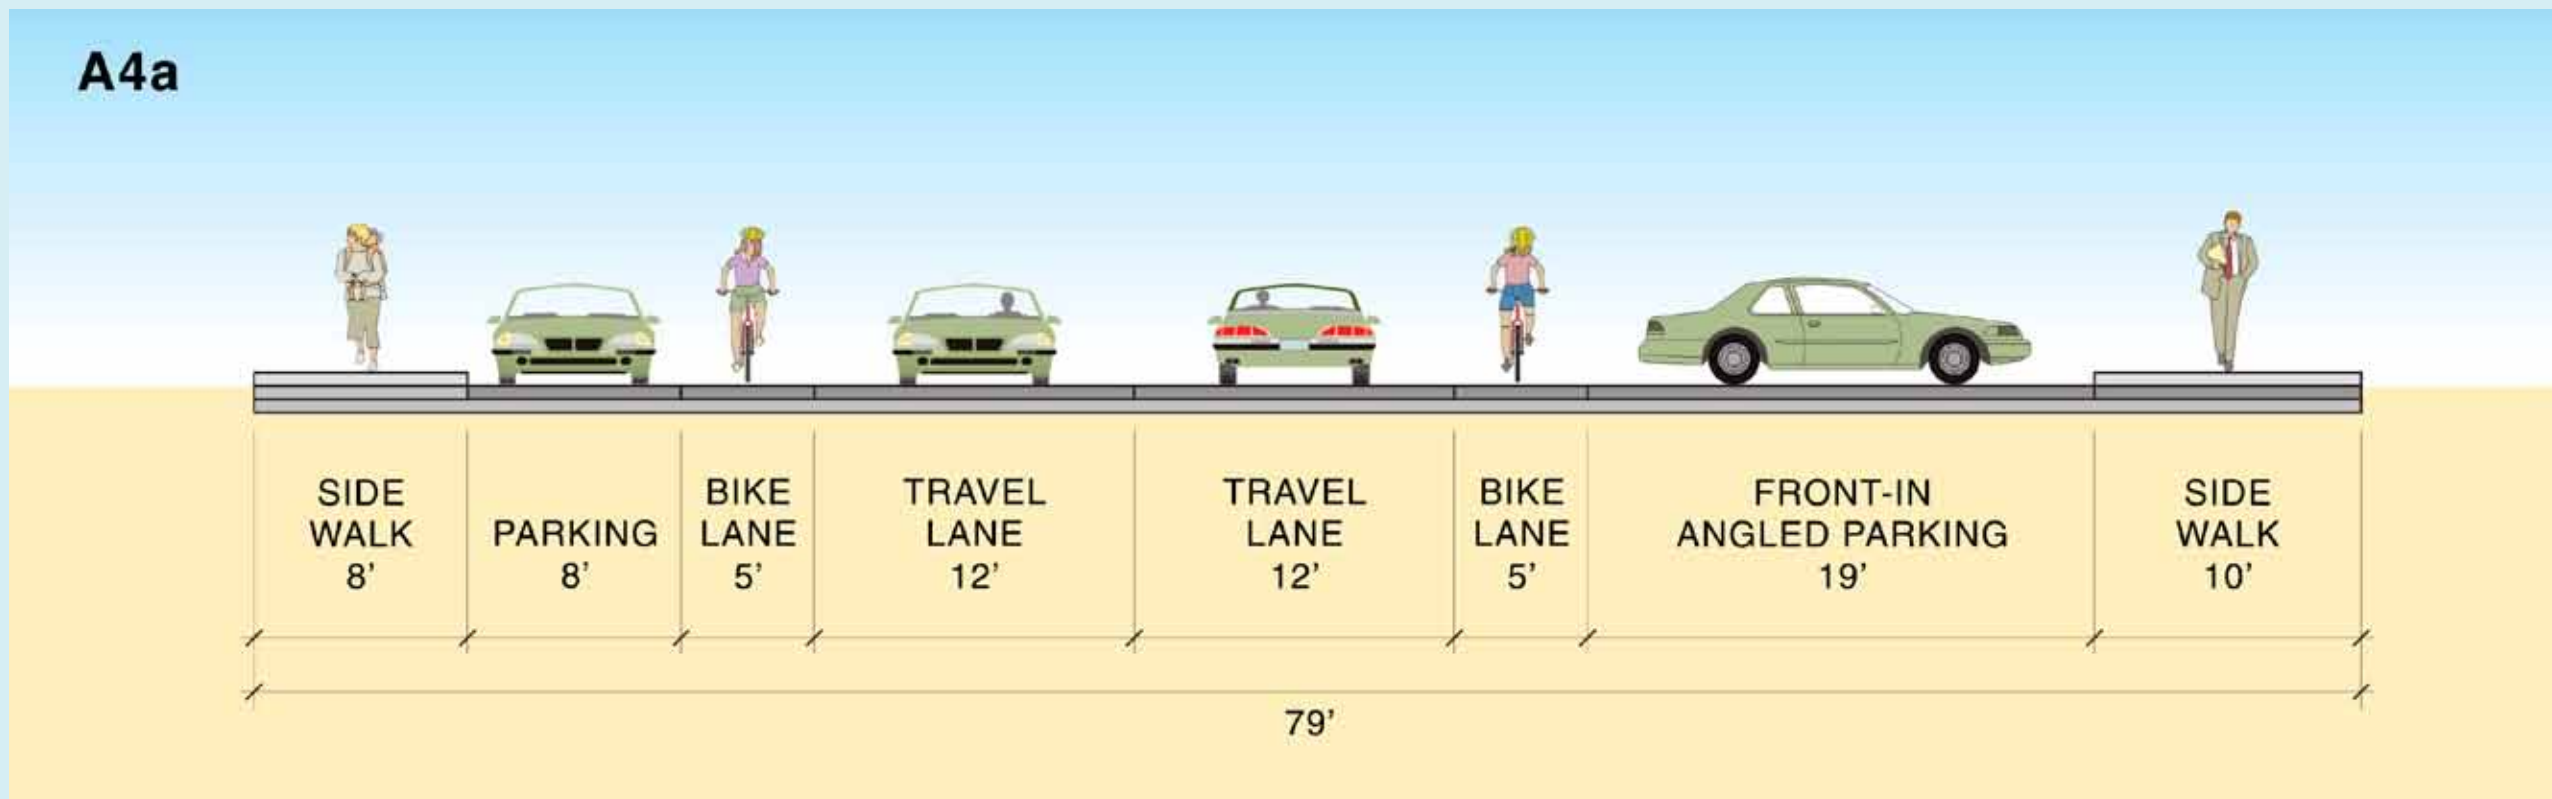 A4a
SIDE
WALK
8’
PARKING
8’
BIKE
LANE
5’
TRAVEL
LANE
12’
TRAVEL
LANE
12’
BIKE
LANE
5’
FRONT-IN
ANGLED PARKING
19’
SIDE
WALK
10’
79’